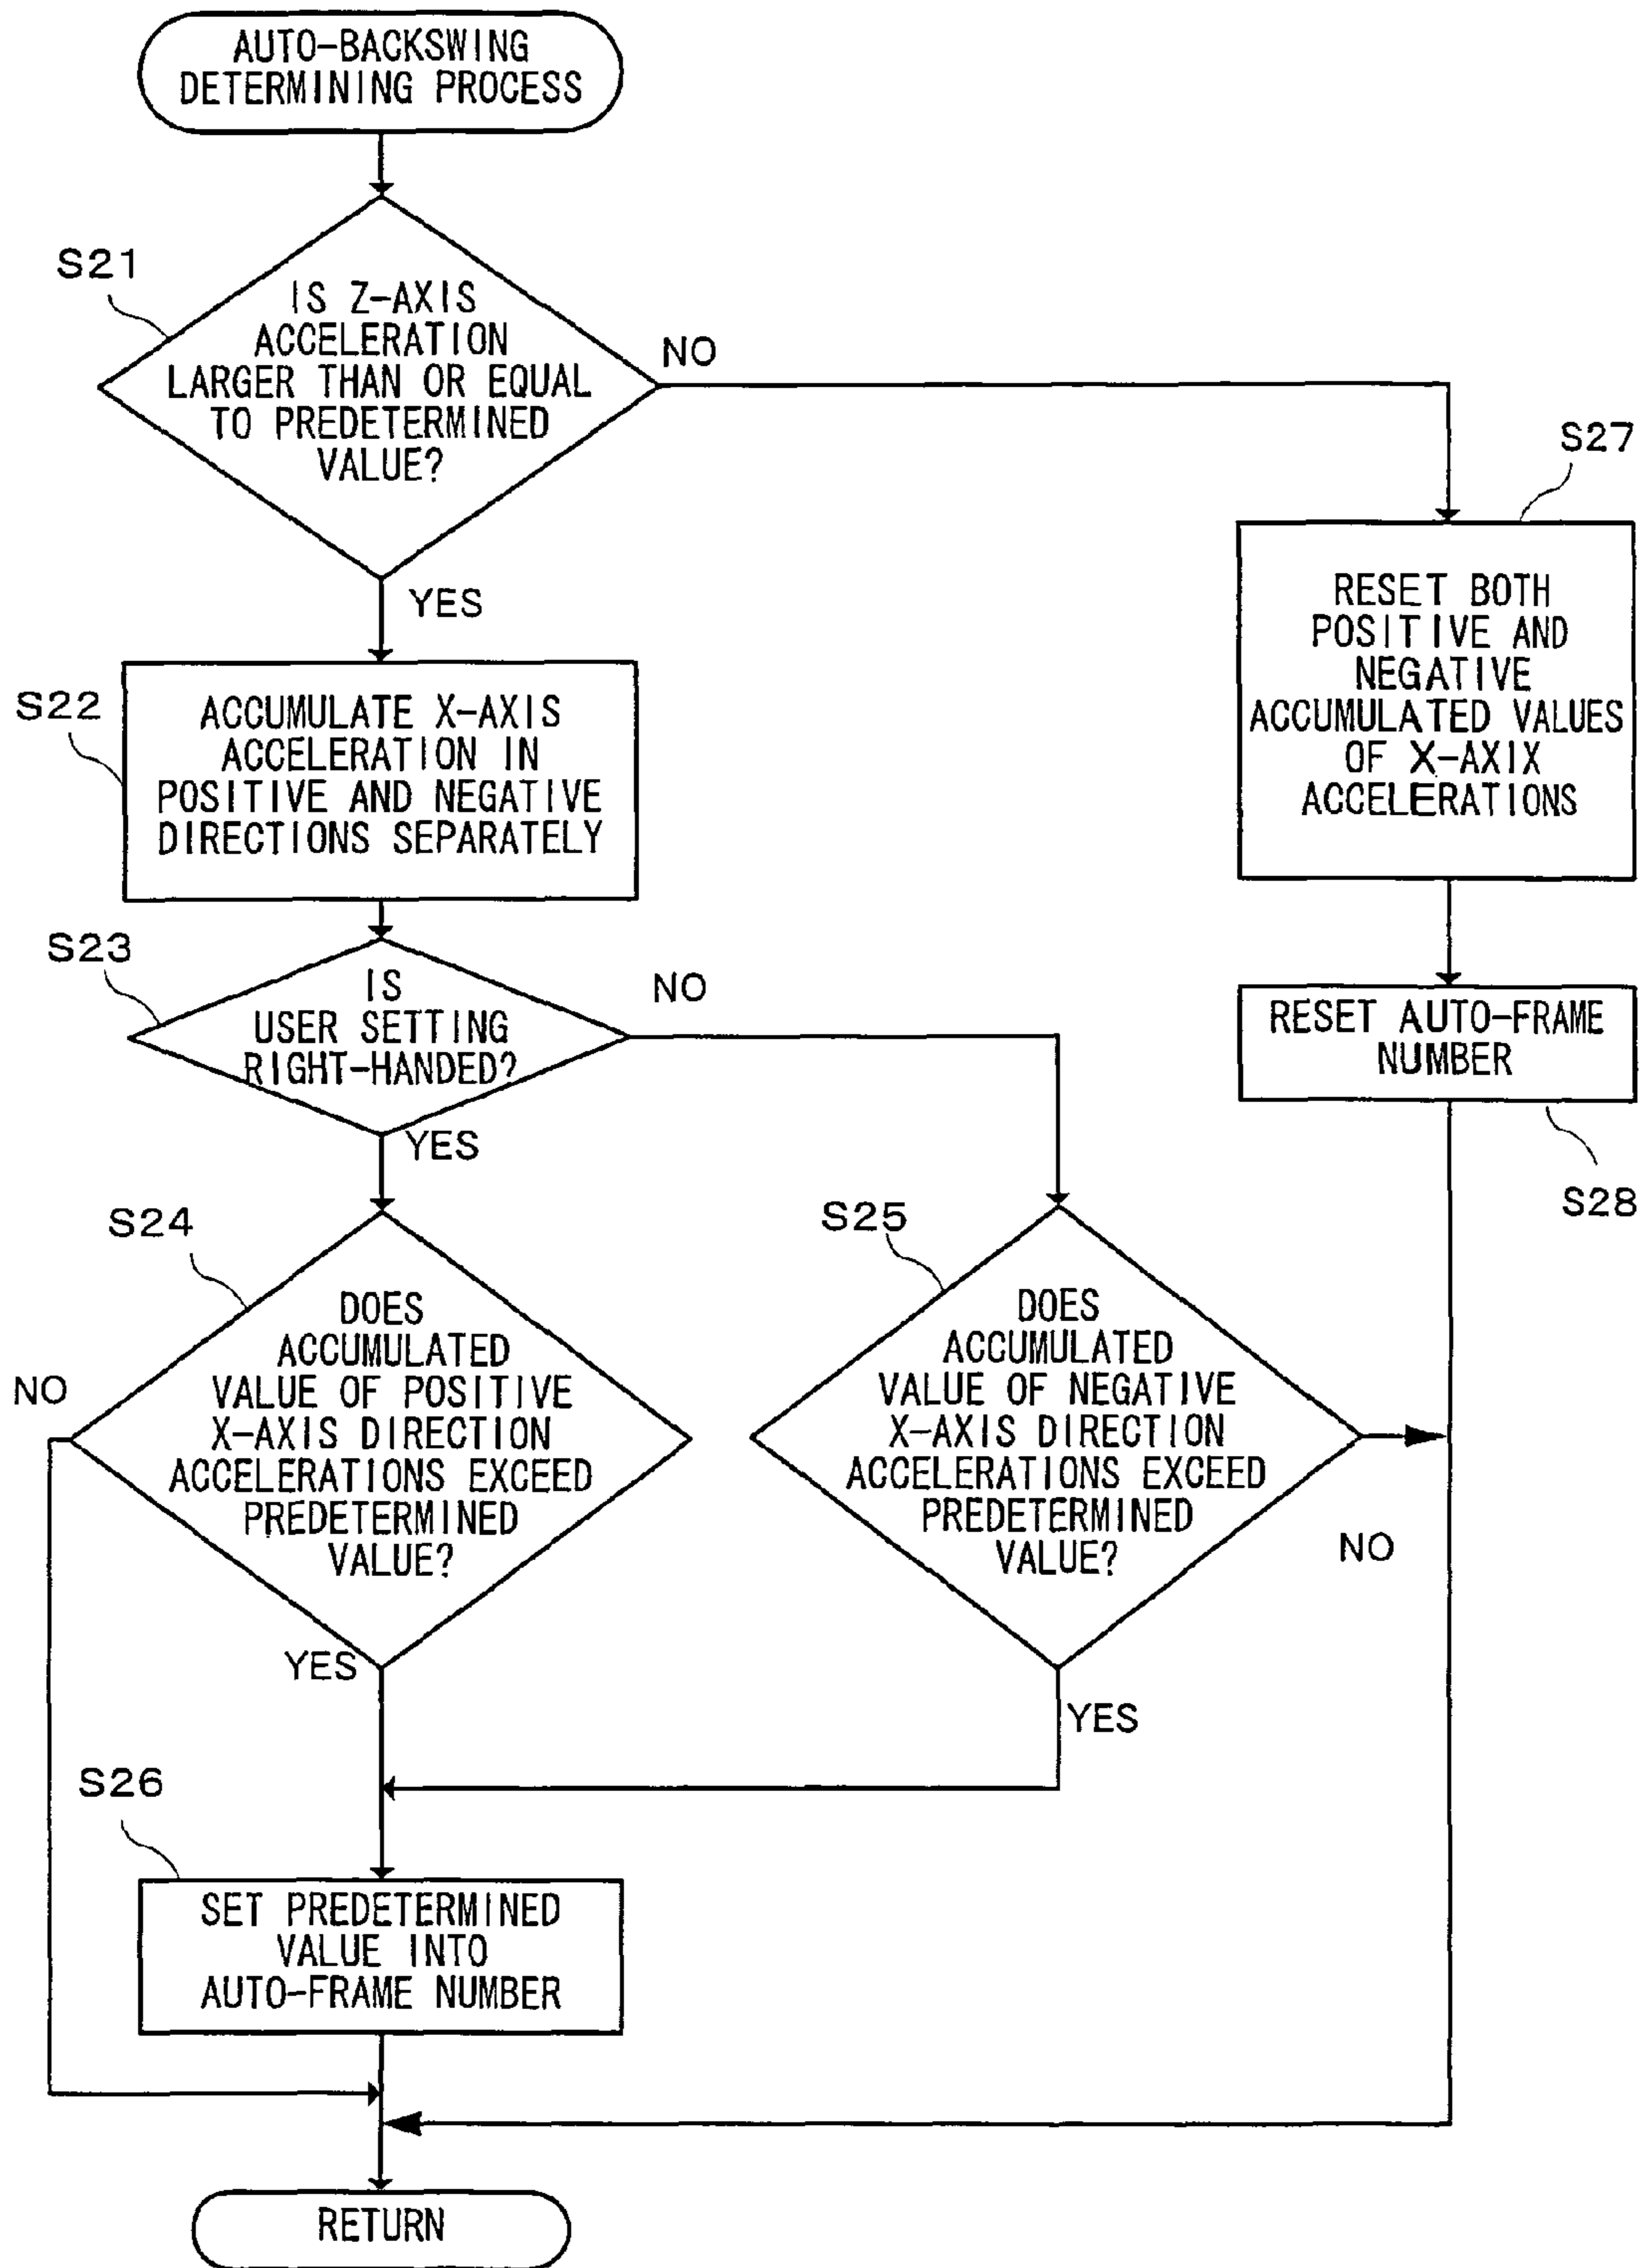 AUTO-BACKSWING
DETERMINING PROCESS
S21
IS Z-AXIS
ACCELERATION
LARGER THAN OR EQUAL
TO PREDETERMINED
VALUE?
NO
YES
S27
RESET BOTH
POSITIVE AND
NEGATIVE
ACCUMULATED VALUES
OF X-AXIX
ACCELERATIONS
S22
ACCUMULATE X-AXIS
ACCELERATION IN
POSITIVE AND NEGATIVE
DIRECTIONS SEPARATELY
S23
IS
USER SETTING
RIGHT-HANDED?
NO
YES
RESET AUTO-FRAME
NUMBER
S28
S24
DOES
ACCUMULATED
VALUE OF POSITIVE
X-AXIS DIRECTION
ACCELERATIONS EXCEED
PREDETERMINED
VALUE?
NO
YES
S25
DOES
ACCUMULATED
VALUE OF NEGATIVE
X-AXIS DIRECTION
ACCELERATIONS EXCEED
PREDETERMINED
VALUE?
NO
YES
S26
SET PREDETERMINED
VALUE INTO
AUTO-FRAME NUMBER
RETURN